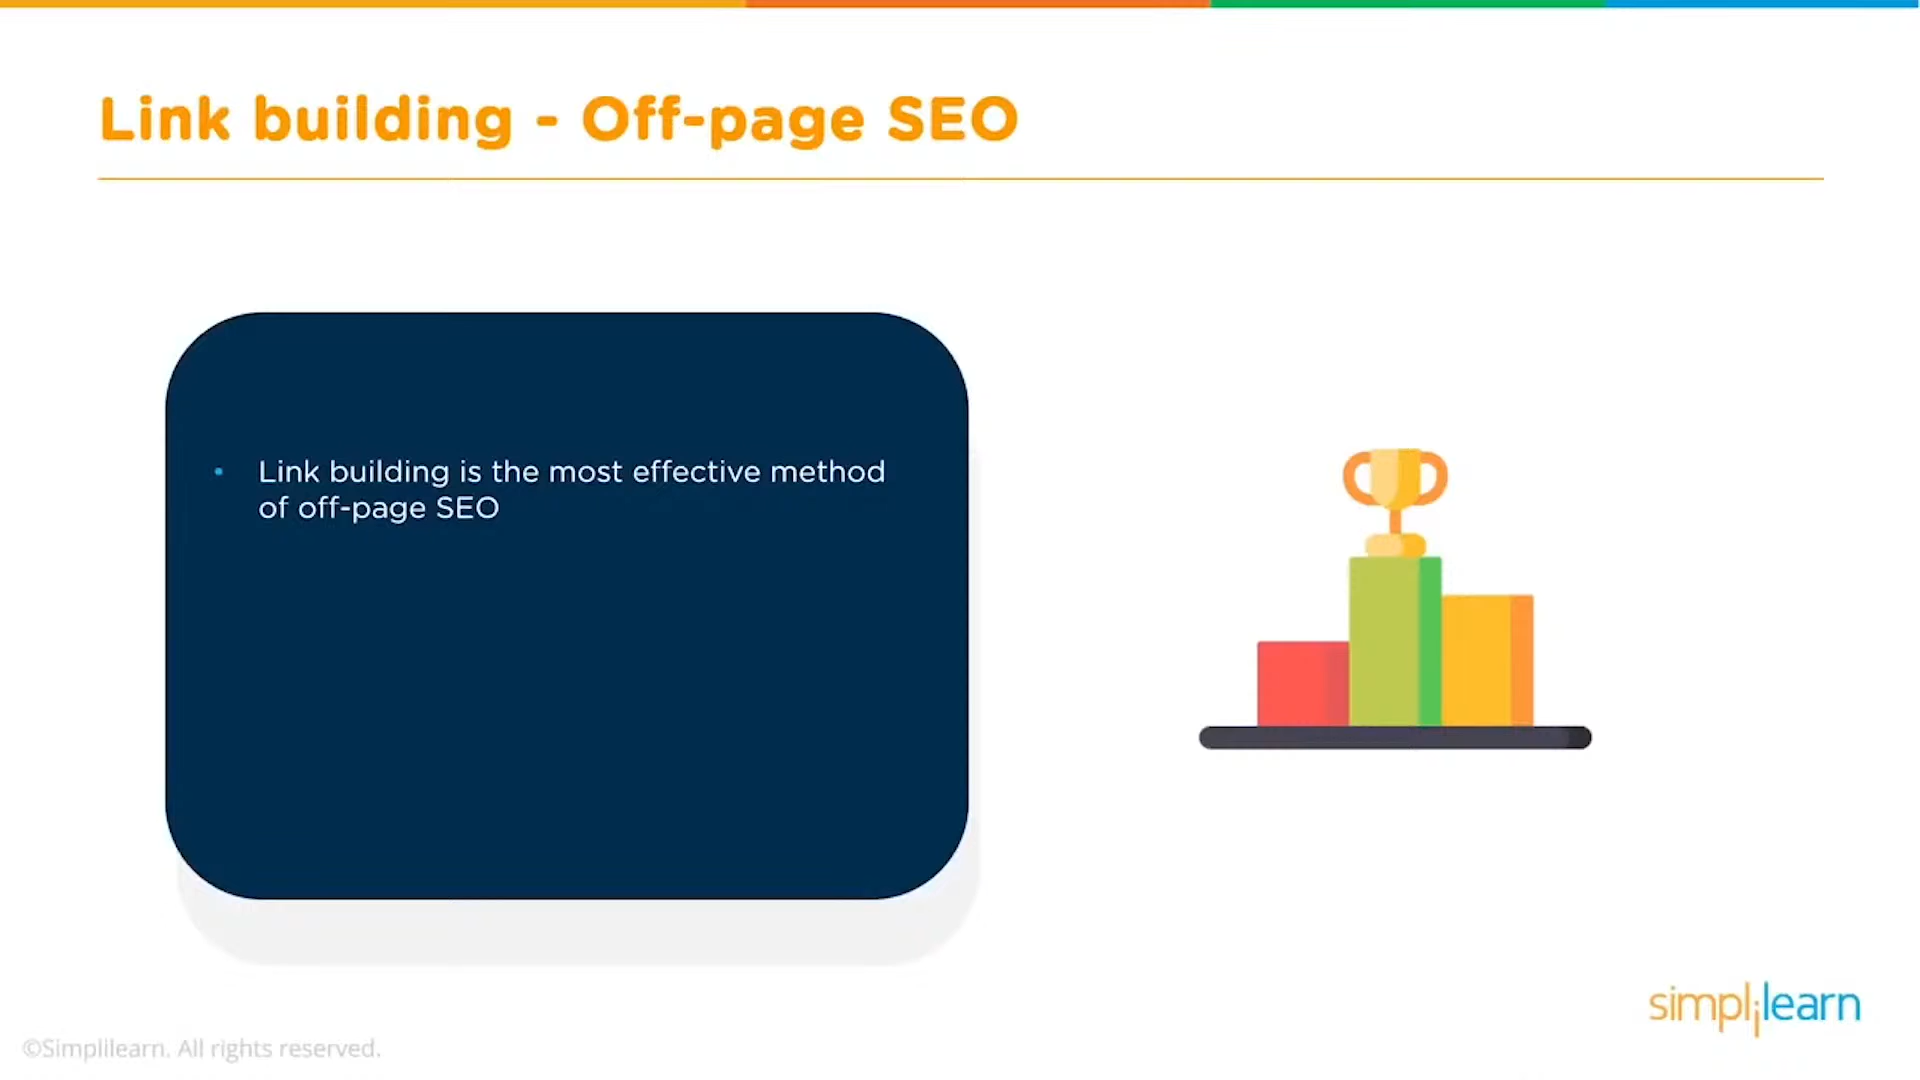 Link building - Off-page SEO
• Link building is the most effective method
of off-page SEO
simplilearn
©Simplilearn. All rights reserved.